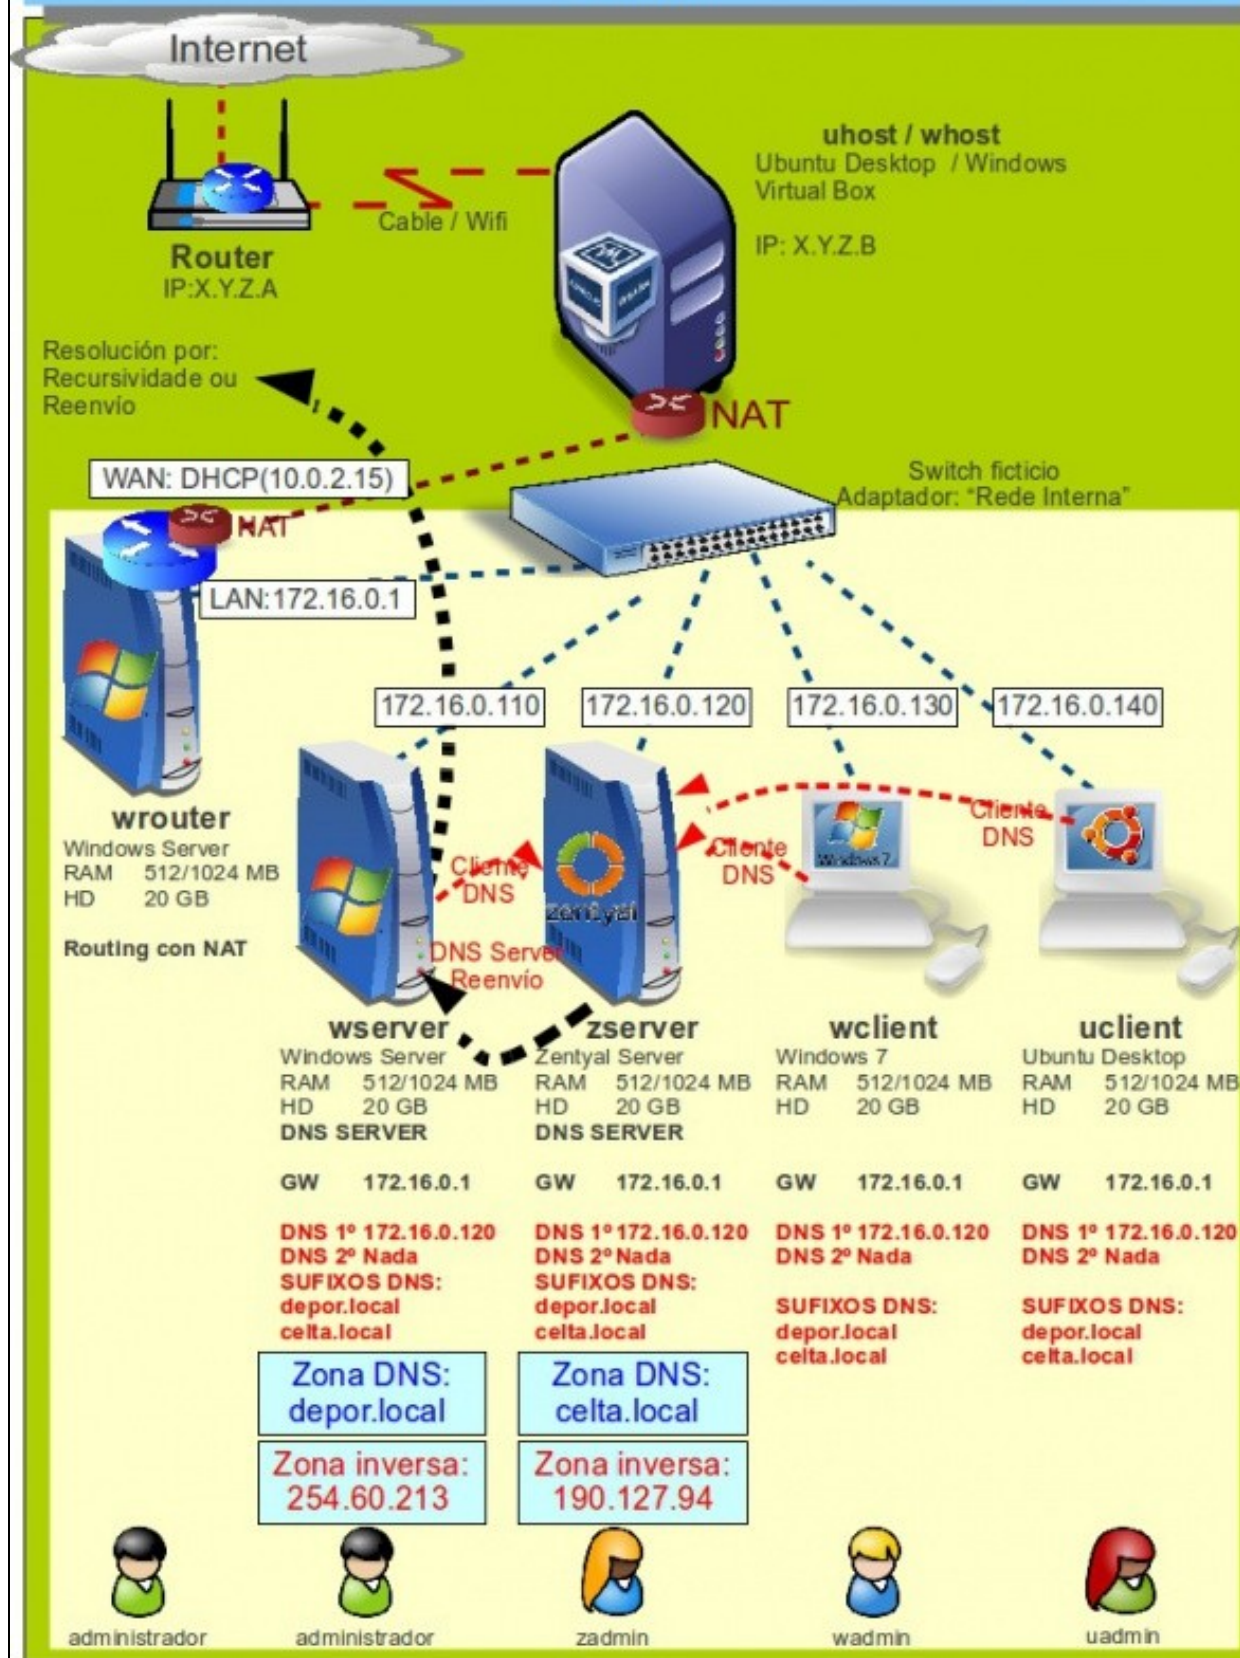 Internet
uhost / whost
Ubuntu Desktop / Windows
Virtual Box
IP: X.Y.Z.B
Cable / Wifi
Router
IP:X.Y.Z.A
Resolución por:
Recursividade ou
Reenvío
NAT
WAN: DHCP(10.0.2.15)
Switch ficticio
Adaptador: “Rede Interna”
NAT
LAN:172.16.0.1
172.16.0.110
172.16.0.120
172.16.0.130
172.16.0.140
wrouter
Windows Server
RAM 512/1024 MB
HD 20 GB
Routing con NAT
Cliente
DNS
Cliente
DNS
Cliente
DNS
Windows 7
zentyal
DNS Server
Reenvío
wserver
Windows Server
RAM 512/1024 MB
HD 20 GB
DNS SERVER
GW 172.16.0.1
DNS 1º 172.16.0.120
DNS 2º Nada
SUFIXOS DNS:
depor.local
celta.local
Zona DNS:
depor.local
Zona inversa:
254.60.213
zserver
Zentyal Server
RAM 512/1024 MB
HD 20 GB
DNS SERVER
GW 172.16.0.1
DNS 1º 172.16.0.120
DNS 2º Nada
SUFIXOS DNS:
depor.local
celta.local
Zona DNS:
celta.local
Zona inversa:
190.127.94
wclient
Windows 7
RAM 512/1024 MB
HD 20 GB
GW 172.16.0.1
DNS 1º 172.16.0.120
DNS 2º Nada
SUFIXOS DNS:
depor.local
celta.local
uclient
Ubuntu Desktop
RAM 512/1024 MB
HD 20 GB
GW 172.16.0.1
DNS 1º 172.16.0.120
DNS 2º Nada
SUFIXOS DNS:
depor.local
celta.local
administrador
administrador
zadmin
wadmin
uadmin